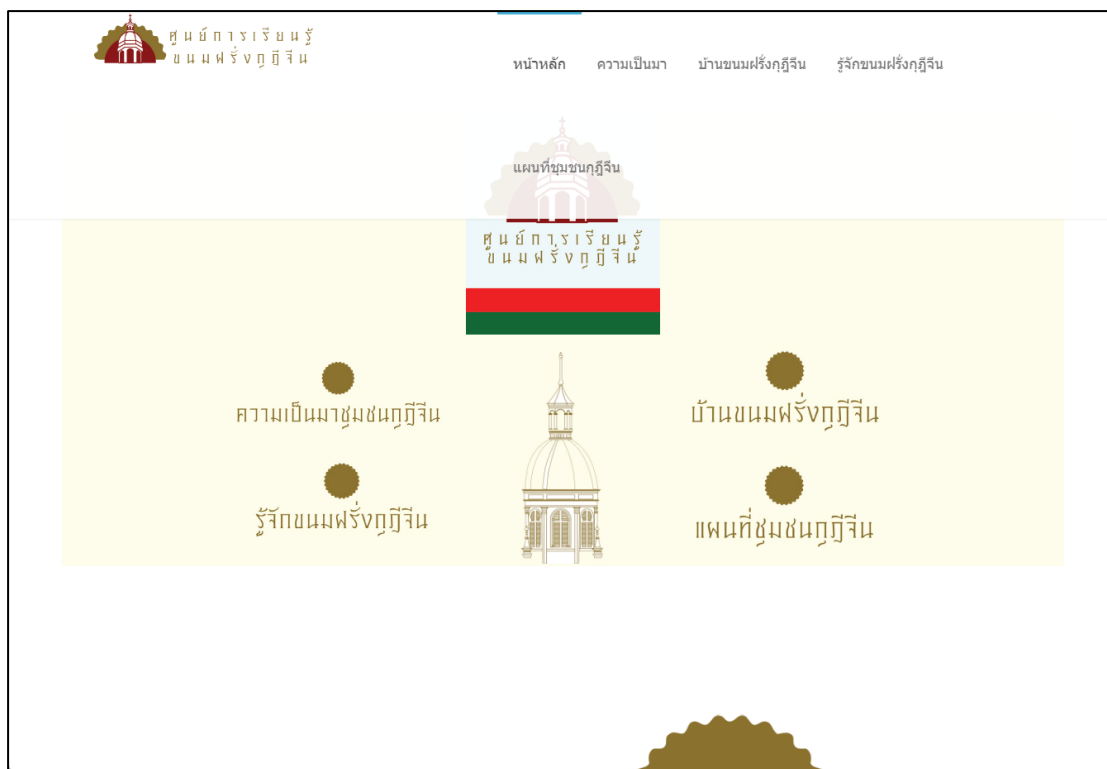 ศูนย์การเรียนรู้
ขนมฝรั่งกุฎีจีน
หน้าหลัก ความเป็นมา บ้านขนมฝรั่งกุฎีจีน รู้จักขนมฝรั่งกุฎีจีน
แผนที่ชุมชนกุฎีจีน
ศูนย์การเรียนรู้
ขนมฝรั่งกุฎีจีน
ความเป็นมาชุมชนกุฎีจีน
บ้านขนมฝรั่งกุฎีจีน
รู้จักขนมฝรั่งกุฎีจีน
แผนที่ชุมชนกุฎีจีน